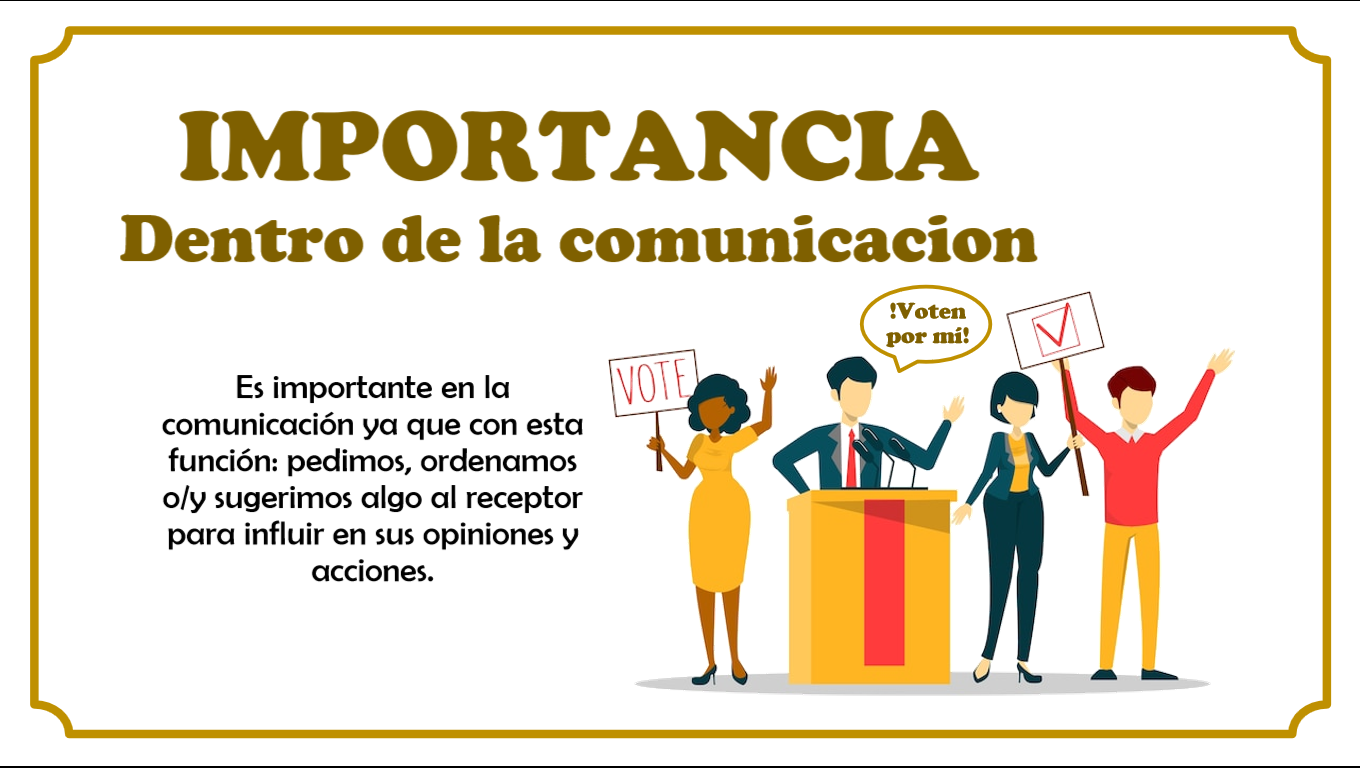 IMPORTANCIA
Dentro de la comunicacion
!Voten
por mí!
VOTE
Es importante en la
comunicación ya que con esta
función: pedimos, ordenamos
o/y sugerimos algo al receptor
para influir en sus opiniones y
acciones.